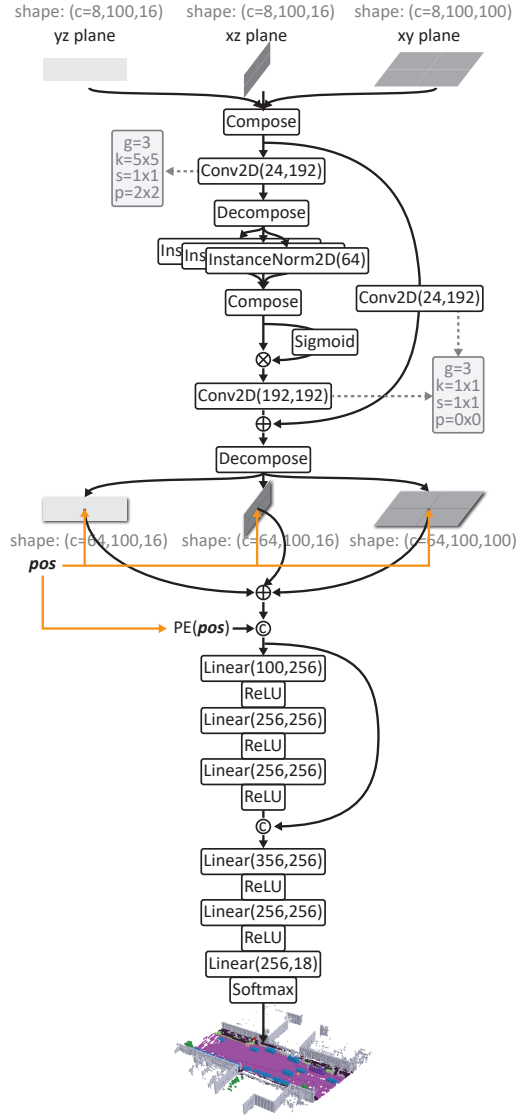 shape: (c=8,100,16) shape: (c=8,100,16) shape: (c=8,100,100)
yz plane xz plane xy plane
Compose
g=3
k=5x5
s=1x1
p=2x2
Conv2D(24,192)
Decompose
Ins Ins InstanceNorm2D(64)
Compose
Conv2D(24,192)
Sigmoid
g=3
k=1x1
s=1x1
p=0x0
Conv2D(192,192)
Decompose
shape: (c=64,100,16) shape: (c=64,100,16) shape: (c=64,100,100)
pos
PE(pos) C
Linear(100,256)
ReLU
Linear(256,256)
ReLU
Linear(256,256)
ReLU
C
Linear(356,256)
ReLU
Linear(256,256)
ReLU
Linear(256,18)
Softmax